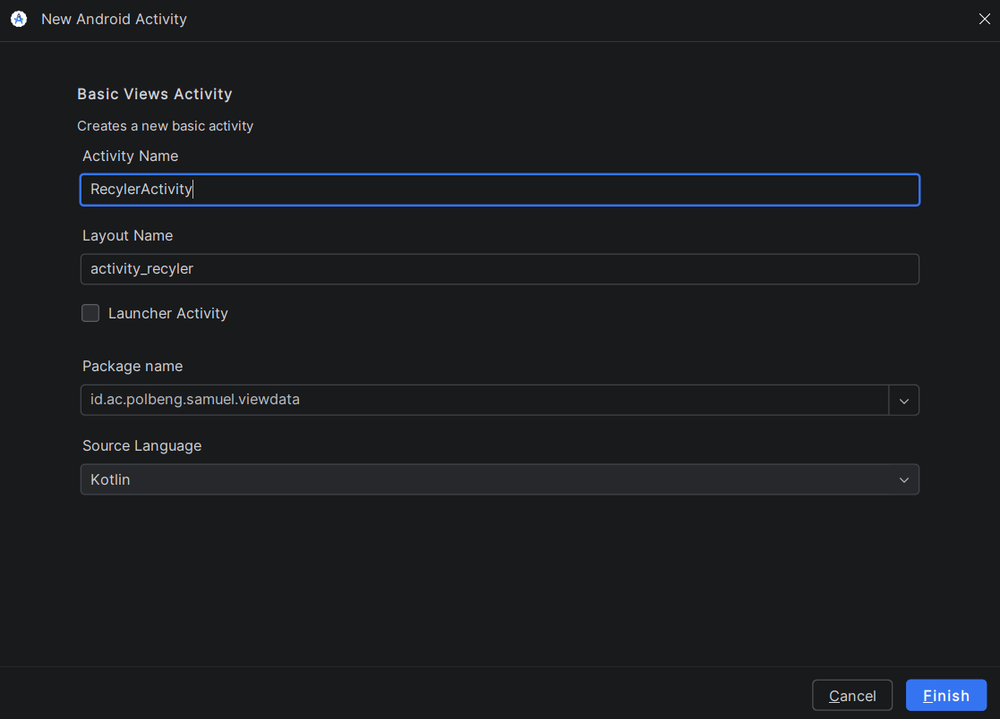 New Android Activity
Basic Views Activity
Creates a new basic activity
Activity Name
RecylerActivity
Layout Name
activity_recyler
Launcher Activity
Package name
id.ac.polbeng.samuel.viewdata
Source Language
Kotlin
Cancel
Finish